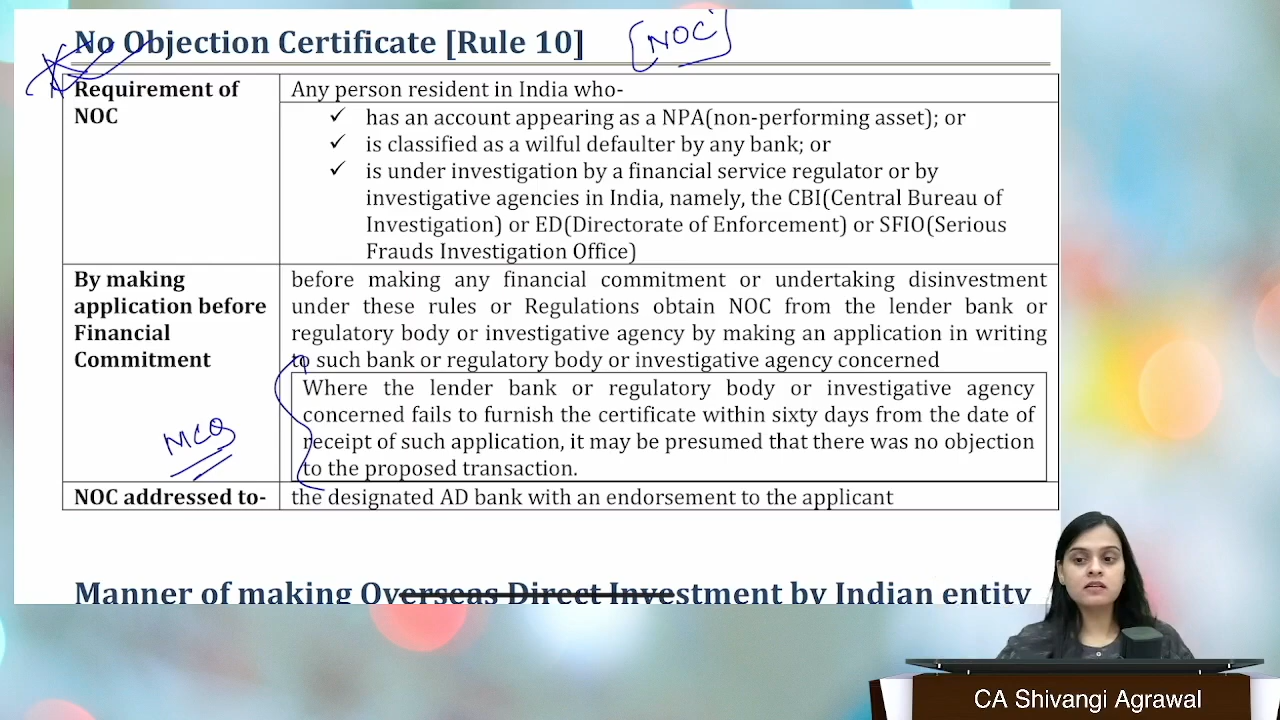 No Objection Certificate [Rule 10]
[NOC]
Requirement of NOC
Any person resident in India who-
✓ has an account appearing as a NPA(non-performing asset); or
✓ is classified as a wilful defaulter by any bank; or
✓ is under investigation by a financial service regulator or by
investigative agencies in India, namely, the CBI(Central Bureau of
Investigation) or ED(Directorate of Enforcement) or SFIO(Serious
Frauds Investigation Office)
By making
application before
Financial
Commitment
MCQ
before making any financial commitment or undertaking disinvestment
under these rules or Regulations obtain NOC from the lender bank or
regulatory body or investigative agency by making an application in writing
to such bank or regulatory body or investigative agency concerned
Where the lender bank or regulatory body or investigative agency
concerned fails to furnish the certificate within sixty days from the date of
receipt of such application, it may be presumed that there was no objection
to the proposed transaction.
NOC addressed to-
the designated AD bank with an endorsement to the applicant
Manner of making Overseas Direct Investment by Indian entity
CA Shivangi Agrawal